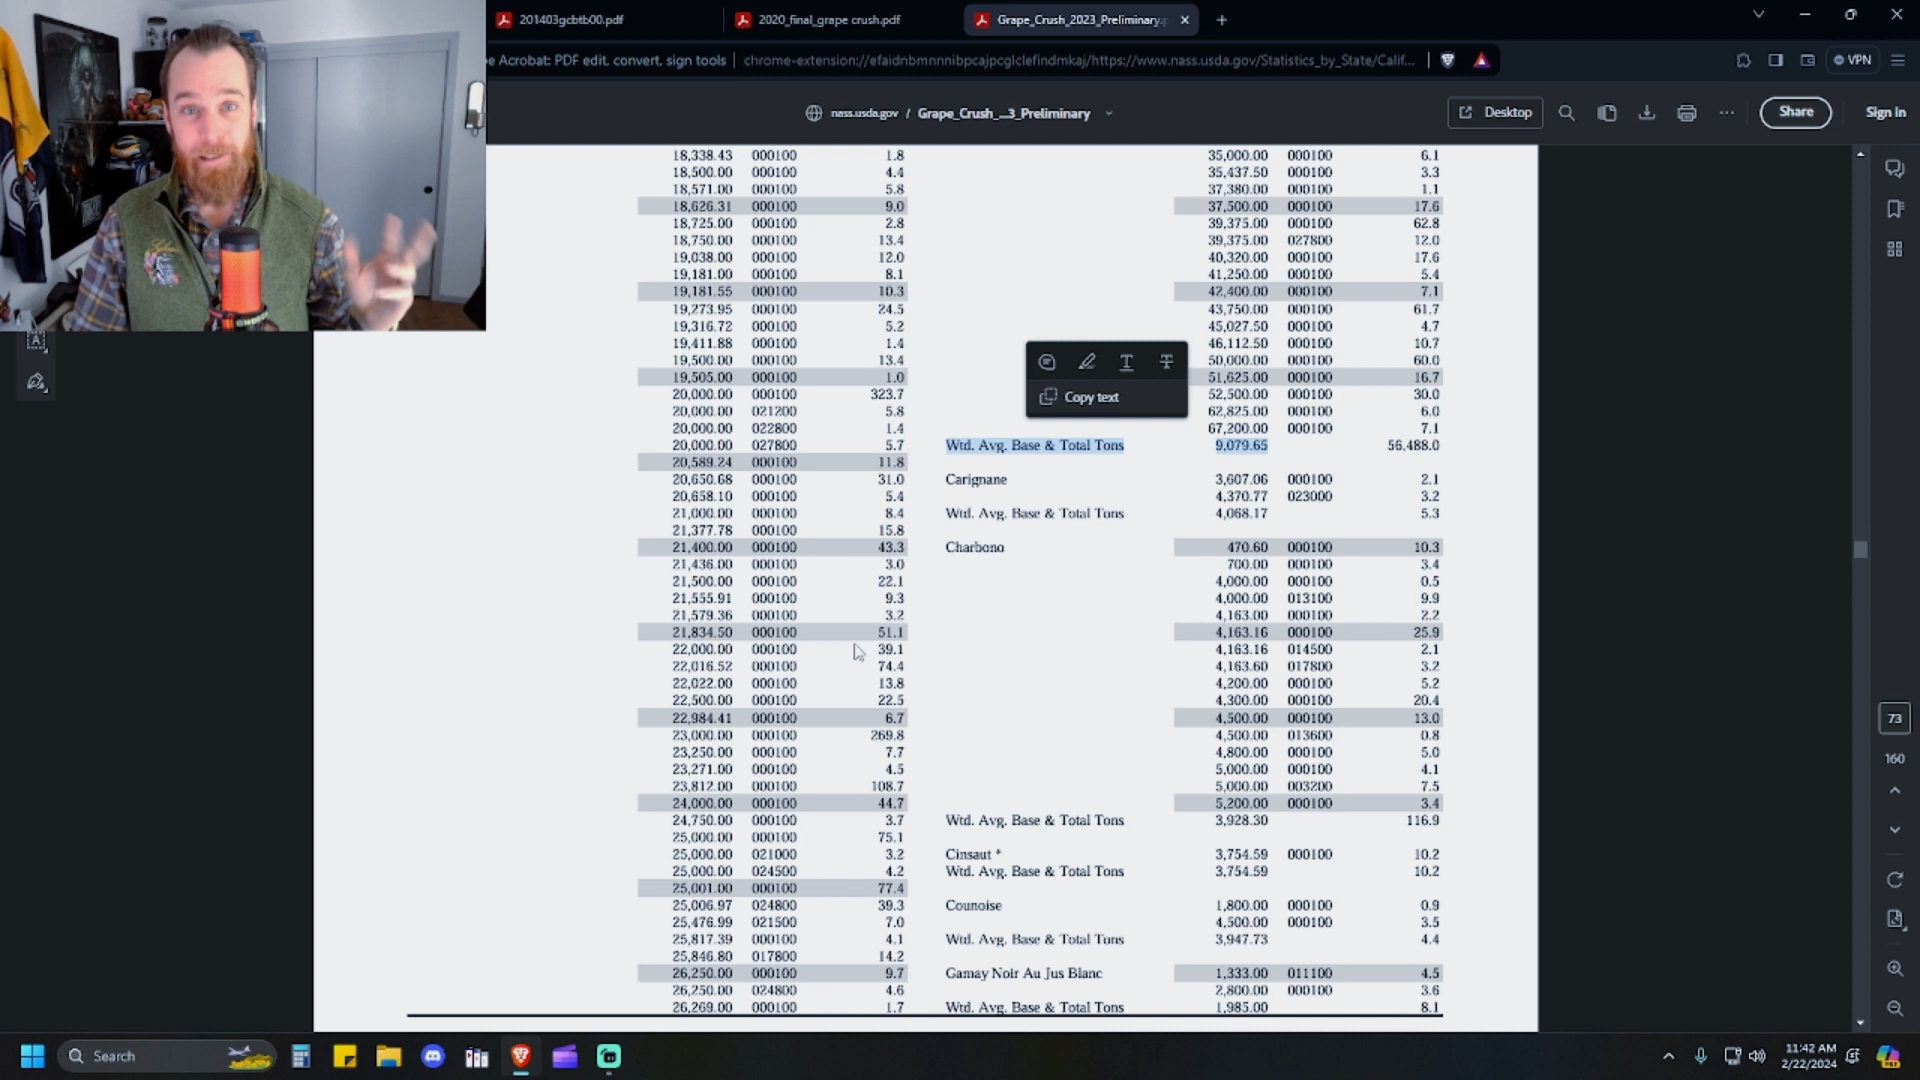 201403gcbtb00.pdf
2020_final_grape crush.pdf
Grape_Crush_2023_Preliminary.
Acrobat: PDF edit, convert, sign tools
chrome-extension://efaidnbmnnnibpcajpcglclefindmkaj/https://www.nass.usda.gov/Statistics_by_State/Calif...
VPN
nass.usda.gov / Grape_Crush_...3_Preliminary
Desktop
Share
Sign in
18,338.43 000100 1.8
18,500.00 000100 4.4
18,571.00 000100 5.8
18,626.31 000100 9.0
18,725.00 000100 2.8
18,750.00 000100 13.4
19,038.00 000100 12.0
19,181.00 000100 8.1
19,181.55 000100 10.3
19,273.95 000100 24.5
19,316.72 000100 5.2
19,411.88 000100 1.4
19,500.00 000100 13.4
19,505.00 000100 1.0
20,000.00 000100 323.7
20,000.00 021200 5.8
20,000.00 022800 1.4
20,000.00 027800 5.7
20,589.24 000100 11.8
20,650.68 000100 31.0
20,658.10 000100 5.4
21,000.00 000100 8.4
21,377.78 000100 15.8
21,400.00 000100 43.3
21,436.00 000100 3.0
21,500.00 000100 22.1
21,555.91 000100 9.3
21,579.36 000100 3.2
21,834.50 000100 51.1
22,000.00 000100 39.1
22,016.52 000100 74.4
22,022.00 000100 13.8
22,500.00 000100 22.5
22,984.41 000100 6.7
23,000.00 000100 269.8
23,250.00 000100 7.7
23,271.00 000100 4.5
23,812.00 000100 108.7
24,000.00 000100 44.7
24,750.00 000100 3.7
25,000.00 000100 75.1
25,000.00 021000 3.2
25,000.00 024500 4.2
25,001.00 000100 77.4
25,006.97 024800 39.3
25,476.99 021500 7.0
25,817.39 000100 4.1
25,846.80 017800 14.2
26,250.00 000100 9.7
26,250.00 024800 4.6
26,269.00 000100 1.7
35,000.00 000100 6.1
35,437.50 000100 3.3
37,380.00 000100 1.1
37,500.00 000100 17.6
39,375.00 000100 62.8
39,375.00 027800 12.0
40,320.00 000100 17.6
41,250.00 000100 5.4
42,400.00 000100 7.1
43,750.00 000100 61.7
45,027.50 000100 4.7
46,112.50 000100 10.7
50,000.00 000100 60.0
51,625.00 000100 16.7
52,500.00 000100 30.0
62,825.00 000100 6.0
67,200.00 000100 7.1
Copy text
Wtd. Avg. Base & Total Tons 9,079.65 56,488.0
Carignane 3,607.06 000100 2.1
4,370.77 023000 3.2
Wtd. Avg. Base & Total Tons 4,068.17 5.3
Charbono 470.60 000100 10.3
700.00 000100 3.4
4,000.00 000100 0.5
4,000.00 013100 9.9
4,163.00 000100 2.2
4,163.16 000100 25.9
4,163.16 014500 2.1
4,163.60 017800 3.2
4,200.00 000100 5.2
4,300.00 000100 20.4
4,500.00 000100 13.0
4,500.00 013600 0.8
4,800.00 000100 5.0
5,000.00 000100 4.1
5,000.00 003200 7.5
5,200.00 000100 3.4
Wtd. Avg. Base & Total Tons 3,928.30 116.9
Cinsaut * 3,754.59 000100 10.2
Wtd. Avg. Base & Total Tons 3,754.59 10.2
Counoise 1,800.00 000100 0.9
4,500.00 000100 3.5
Wtd. Avg. Base & Total Tons 3,947.73 4.4
Gamay Noir Au Jus Blanc 1,333.00 011100 4.5
2,800.00 000100 3.6
Wtd. Avg. Base & Total Tons 1,985.00 8.1
73
160
Search
11:42 AM
2/22/2024